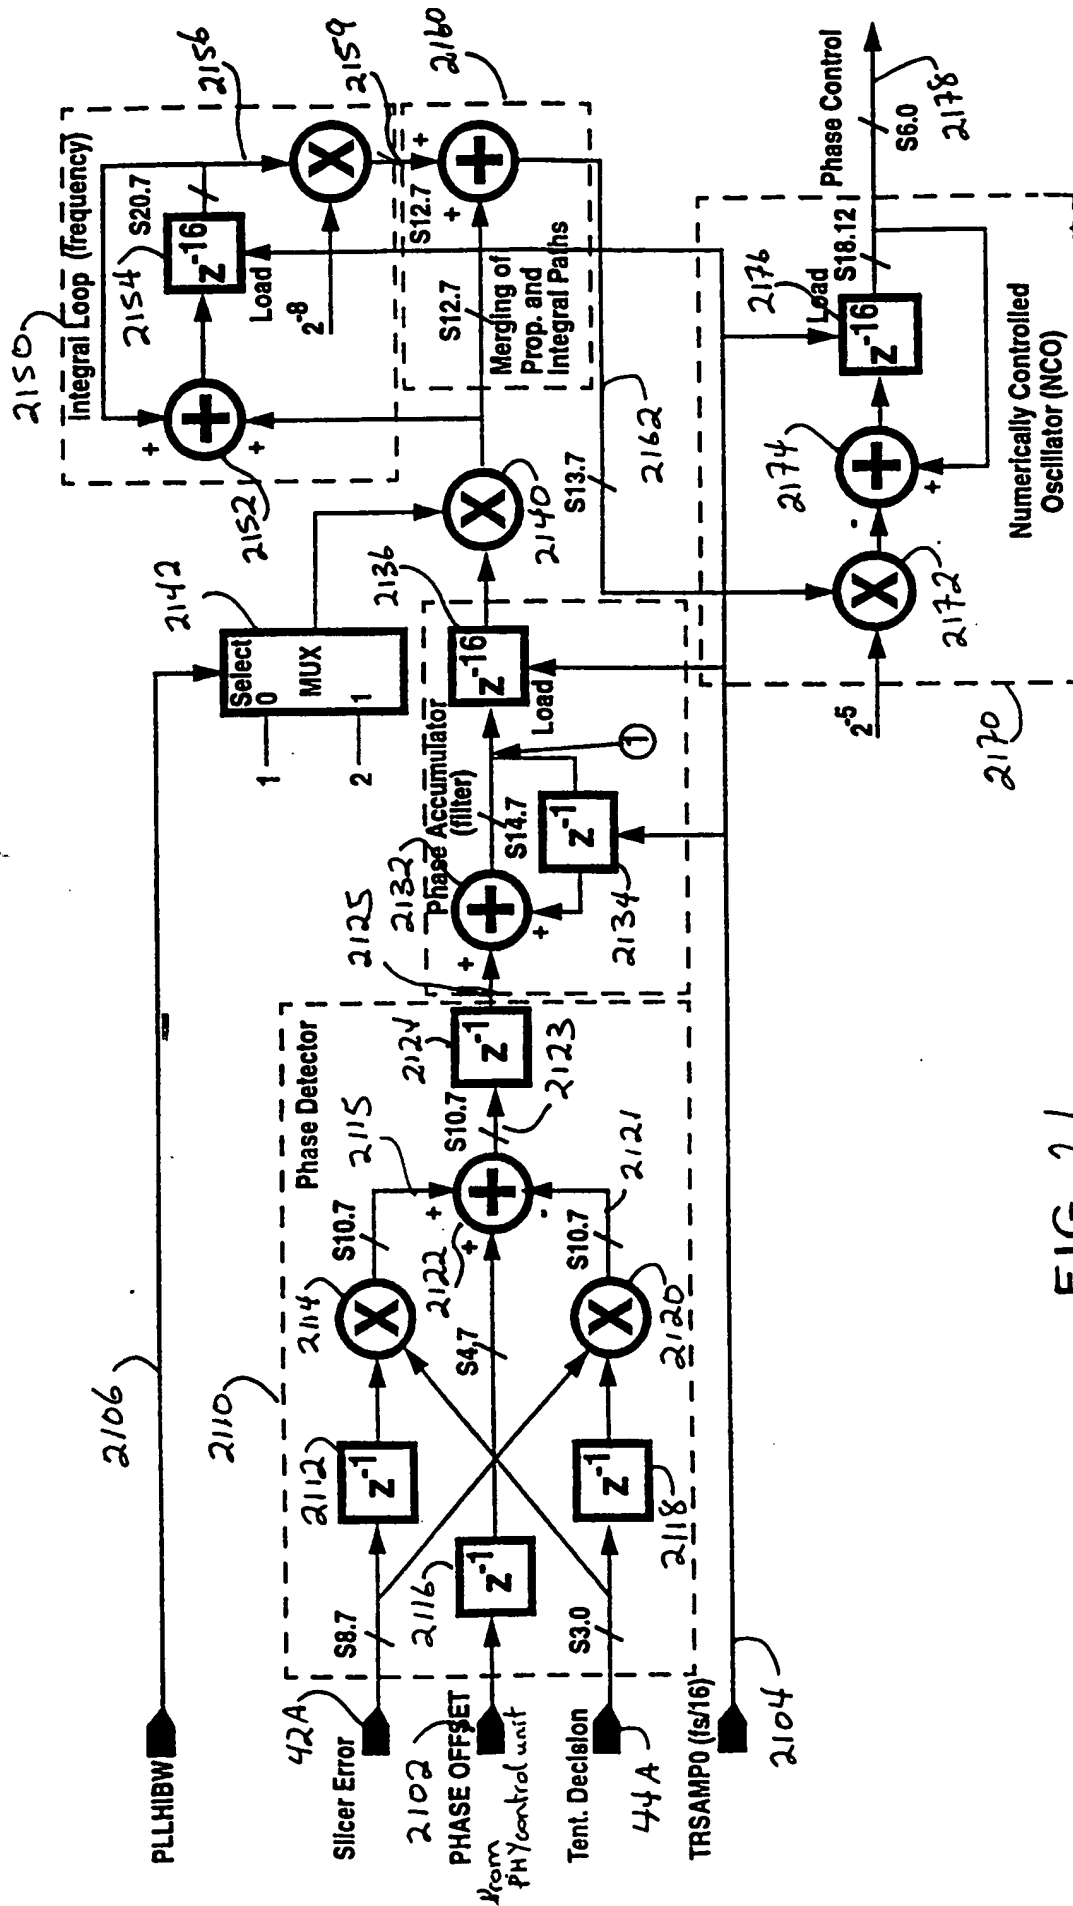 PLLHIBW
2106
Slicer Error
42A
PHASE OFFSET
2102
from
PHY control unit
Tent. Decision
44A
TRSAMP0 (fs/16)
2104
2110
Phase Detector
S8.7
2112
z-1
2114
X
S10.7
2115
2116
z-1
S4.7
2122
+
+
+
-
S10.7
2123
2124
z-1
2125
S3.0
2118
z-1
2120
X
S10.7
2121
Phase Accumulator
(filter)
2132
+
+
+
S14.7
2134
z-1
1
2136
z-16
Load
2142
Select
0
MUX
1
1
2
2140
X
2150
Integral Loop (frequency)
2152
+
+
+
2154
z-16
Load
S20.7
2156
X
2-8
2159
2160
S12.7
+
+
+
S12.7
Merging of
Prop. and
Integral Paths
S13.7
2162
2170
2-5
2172
X
-
2174
+
+
2176
Load
z-16
S18.12
Numerically Controlled
Oscillator (NCO)
Phase Control
S6.0
2178
FIG. 21